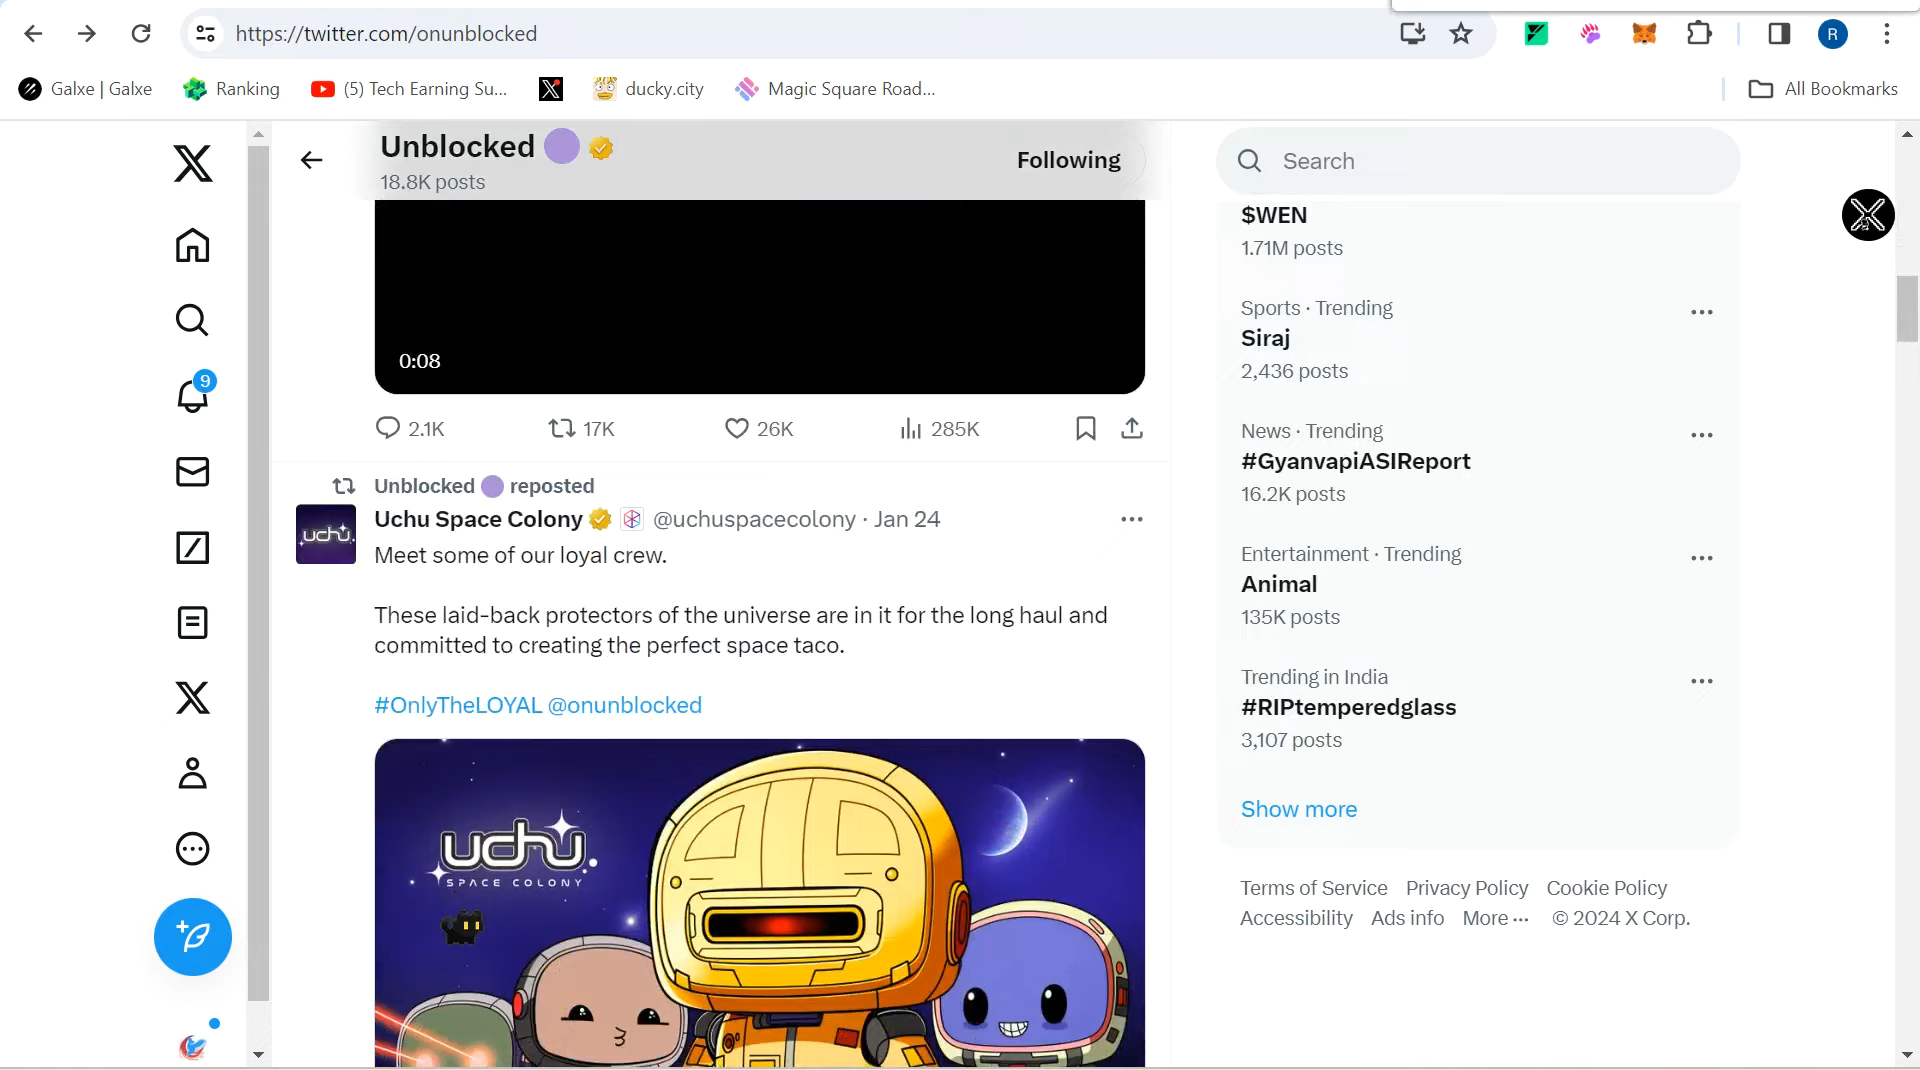 https://twitter.com/onunblocked
R
Galxe | Galxe
Ranking
(5) Tech Earning Su...
ducky.city
Magic Square Road...
All Bookmarks
Unblocked
18.8K posts
Following
Search
0:08
2.1K
17K
26K
285K
9
Unblocked reposted
Uchu Space Colony @uchuspacecolony · Jan 24
Meet some of our loyal crew.
These laid-back protectors of the universe are in it for the long haul and
committed to creating the perfect space taco.
#OnlyTheLOYAL @onunblocked
uchu
uchu
SPACE COLONY
$WEN
1.71M posts
Sports · Trending
Siraj
2,436 posts
News · Trending
#GyanvapiASIReport
16.2K posts
Entertainment · Trending
Animal
135K posts
Trending in India
#RIPtemperedglass
3,107 posts
Show more
Terms of Service Privacy Policy Cookie Policy
Accessibility Ads info More ··· © 2024 X Corp.